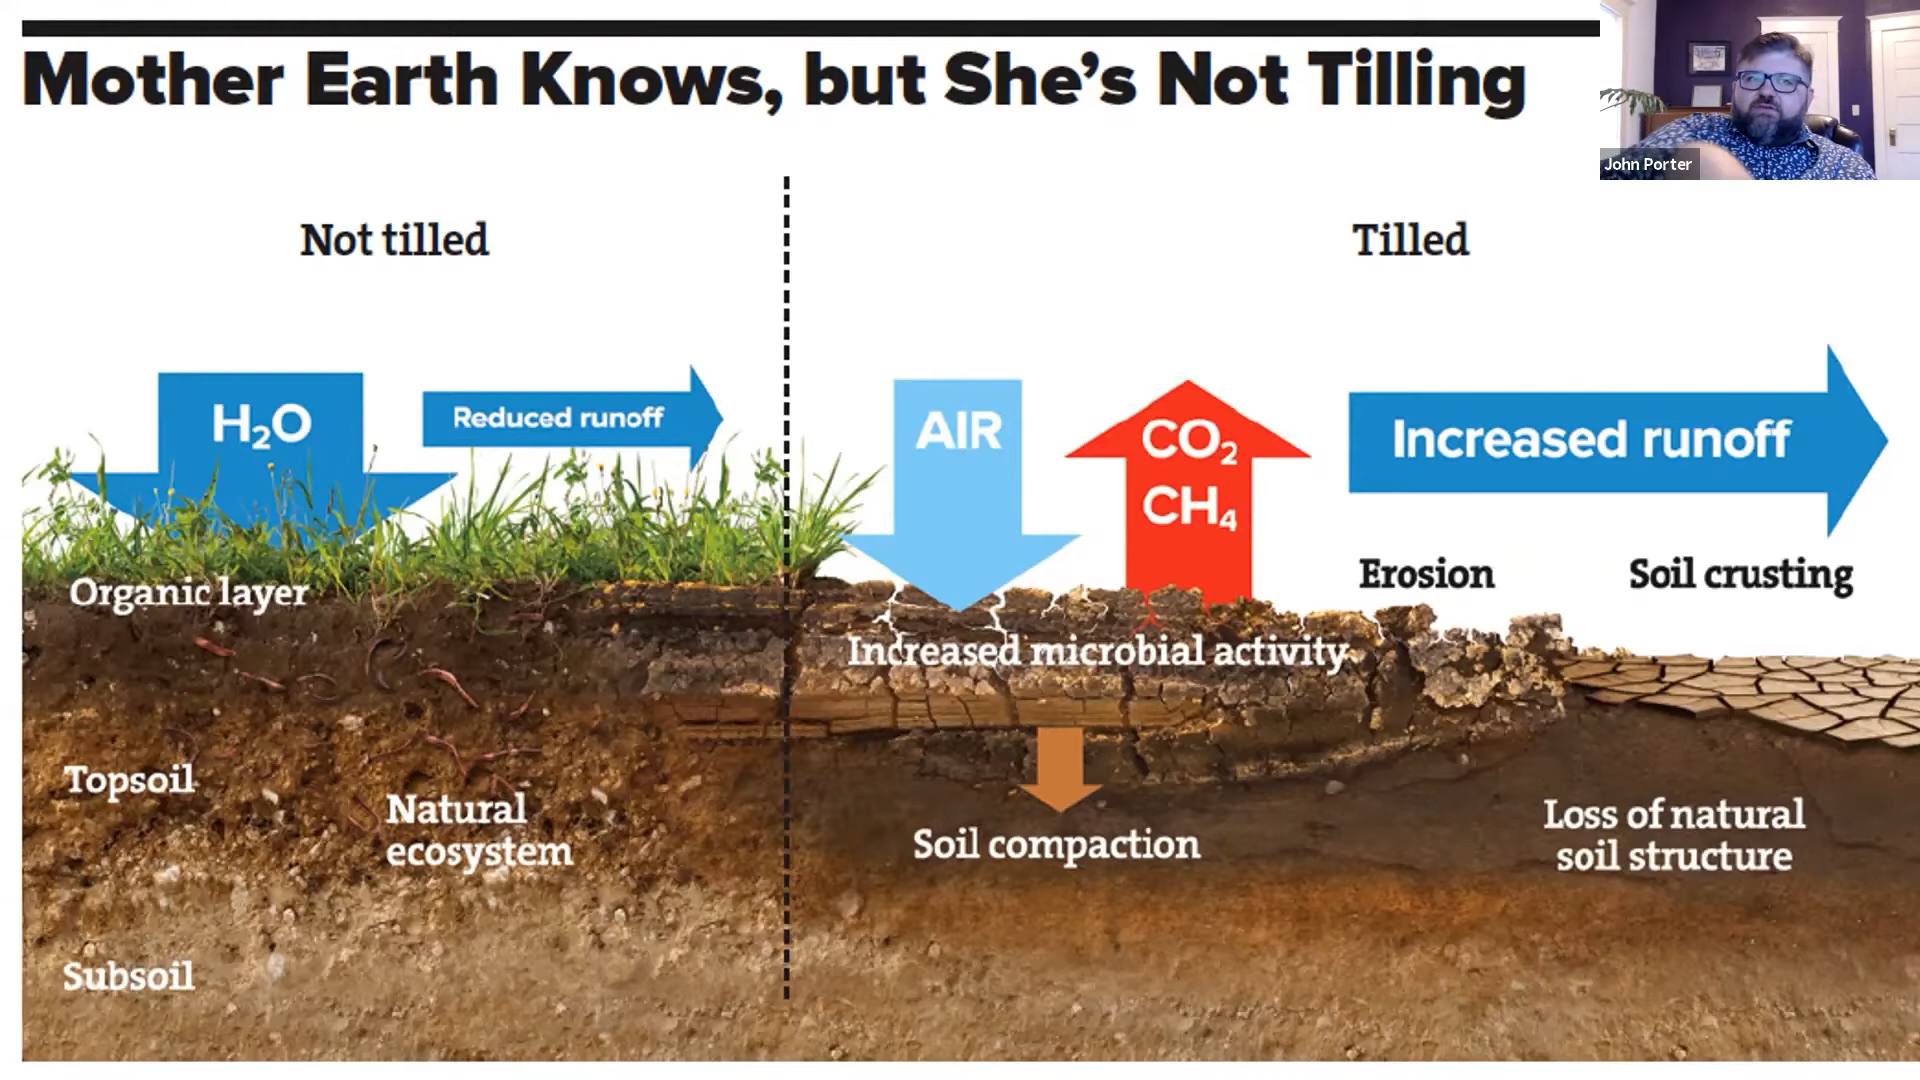 Mother Earth Knows, but She's Not Tilling
John Porter
Not tilled
Tilled
H₂O
Reduced runoff
AIR
CO₂
CH₄
Increased runoff
Erosion
Soil crusting
Organic layer
Increased microbial activity
Topsoil
Natural
ecosystem
Soil compaction
Loss of natural
soil structure
Subsoil